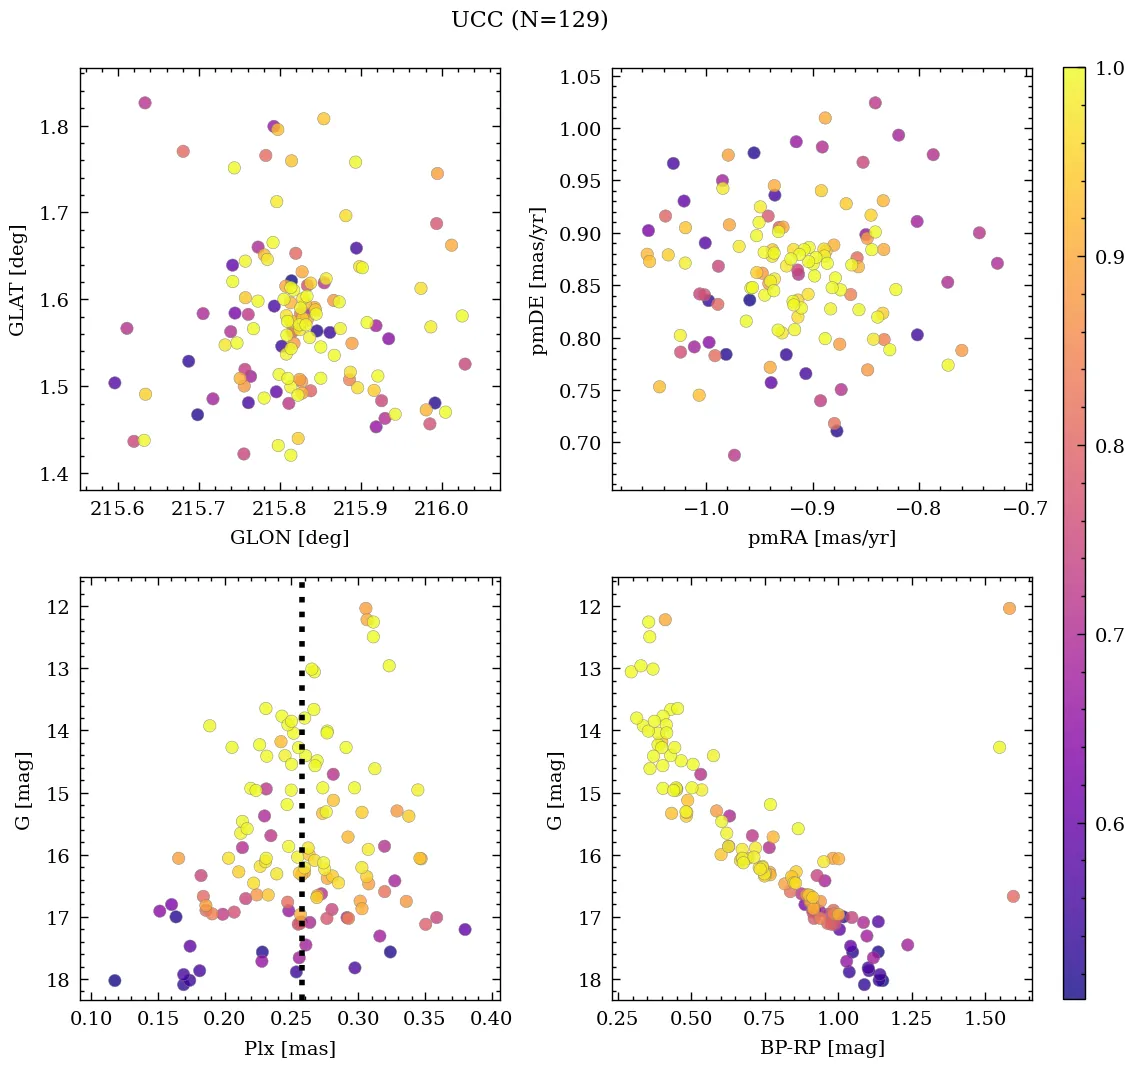 UCC (N=129)
1.8
1.7
1.6
1.5
1.4
GLAT [deg]
215.6 215.7 215.8 215.9 216.0
GLON [deg]
1.05
1.00
0.95
0.90
0.85
0.80
0.75
0.70
pmDE [mas/yr]
−1.0 −0.9 −0.8 −0.7
pmRA [mas/yr]
1.0
0.9
0.8
0.7
0.6
12
13
14
15
16
17
18
G [mag]
0.10 0.15 0.20 0.25 0.30 0.35 0.40
Plx [mas]
12
13
14
15
16
17
18
G [mag]
0.25 0.50 0.75 1.00 1.25 1.50
BP-RP [mag]